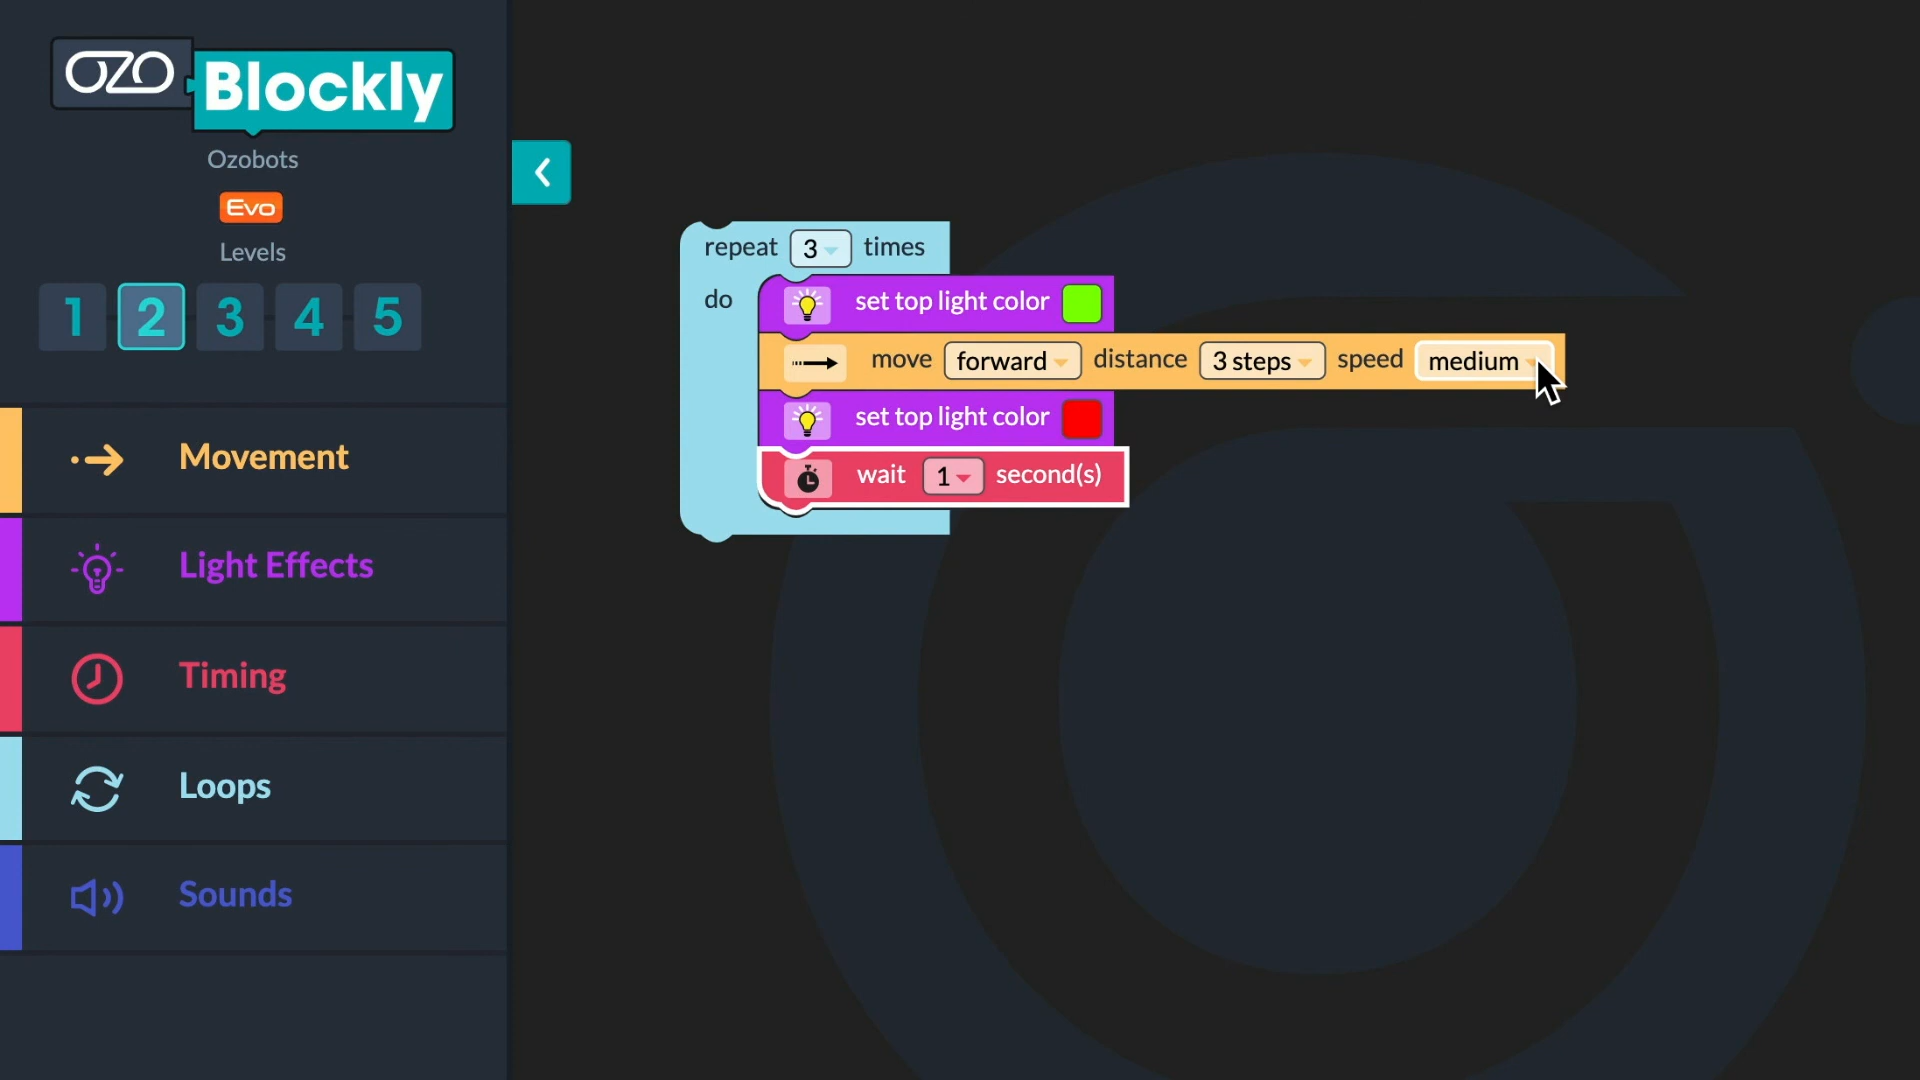 OZO Blockly
Ozobots
Evo
Levels
1 2 3 4 5
Movement
Light Effects
Timing
Loops
Sounds
repeat 3 times
do
set top light color
move forward distance 3 steps speed medium
set top light color
wait 1 second(s)